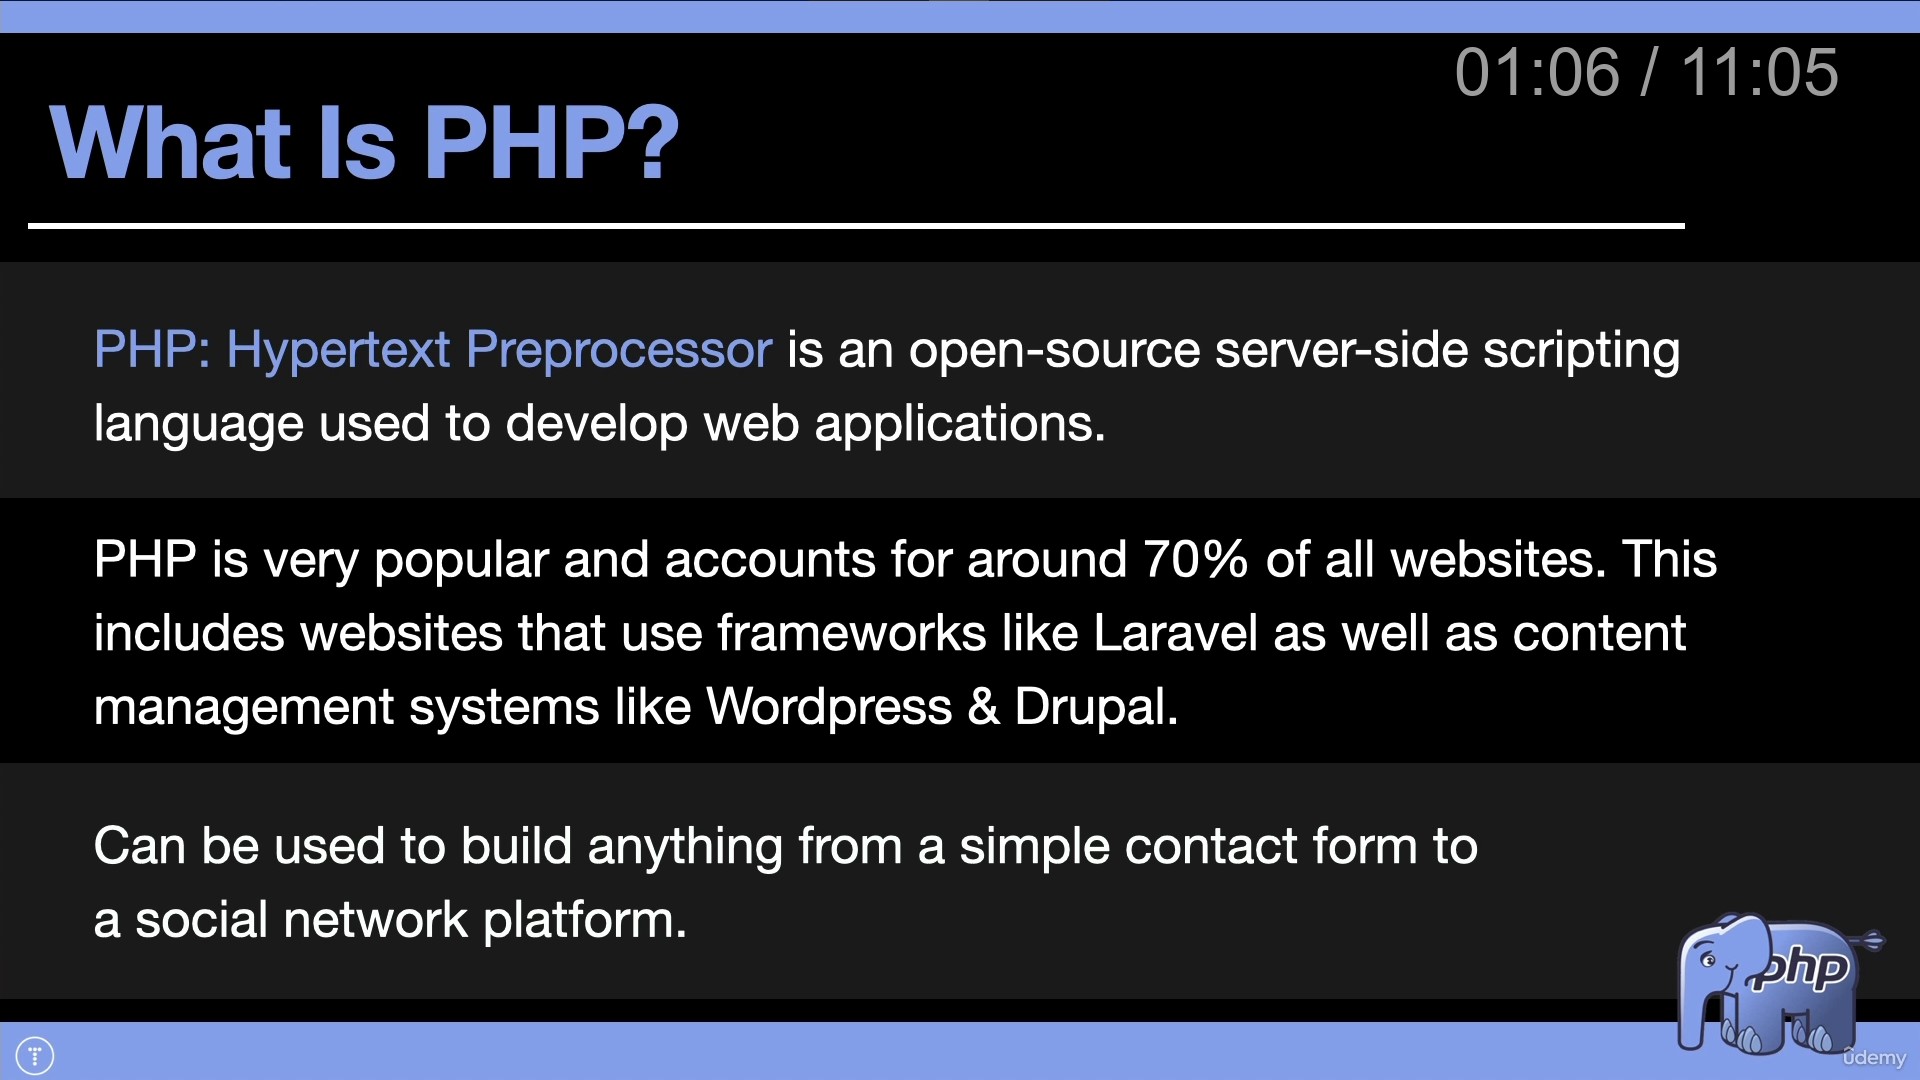 01:06 / 11:05
What Is PHP?
PHP: Hypertext Preprocessor is an open-source server-side scripting
language used to develop web applications.
PHP is very popular and accounts for around 70% of all websites. This
includes websites that use frameworks like Laravel as well as content
management systems like Wordpress & Drupal.
Can be used to build anything from a simple contact form to
a social network platform.
php
ûdemy